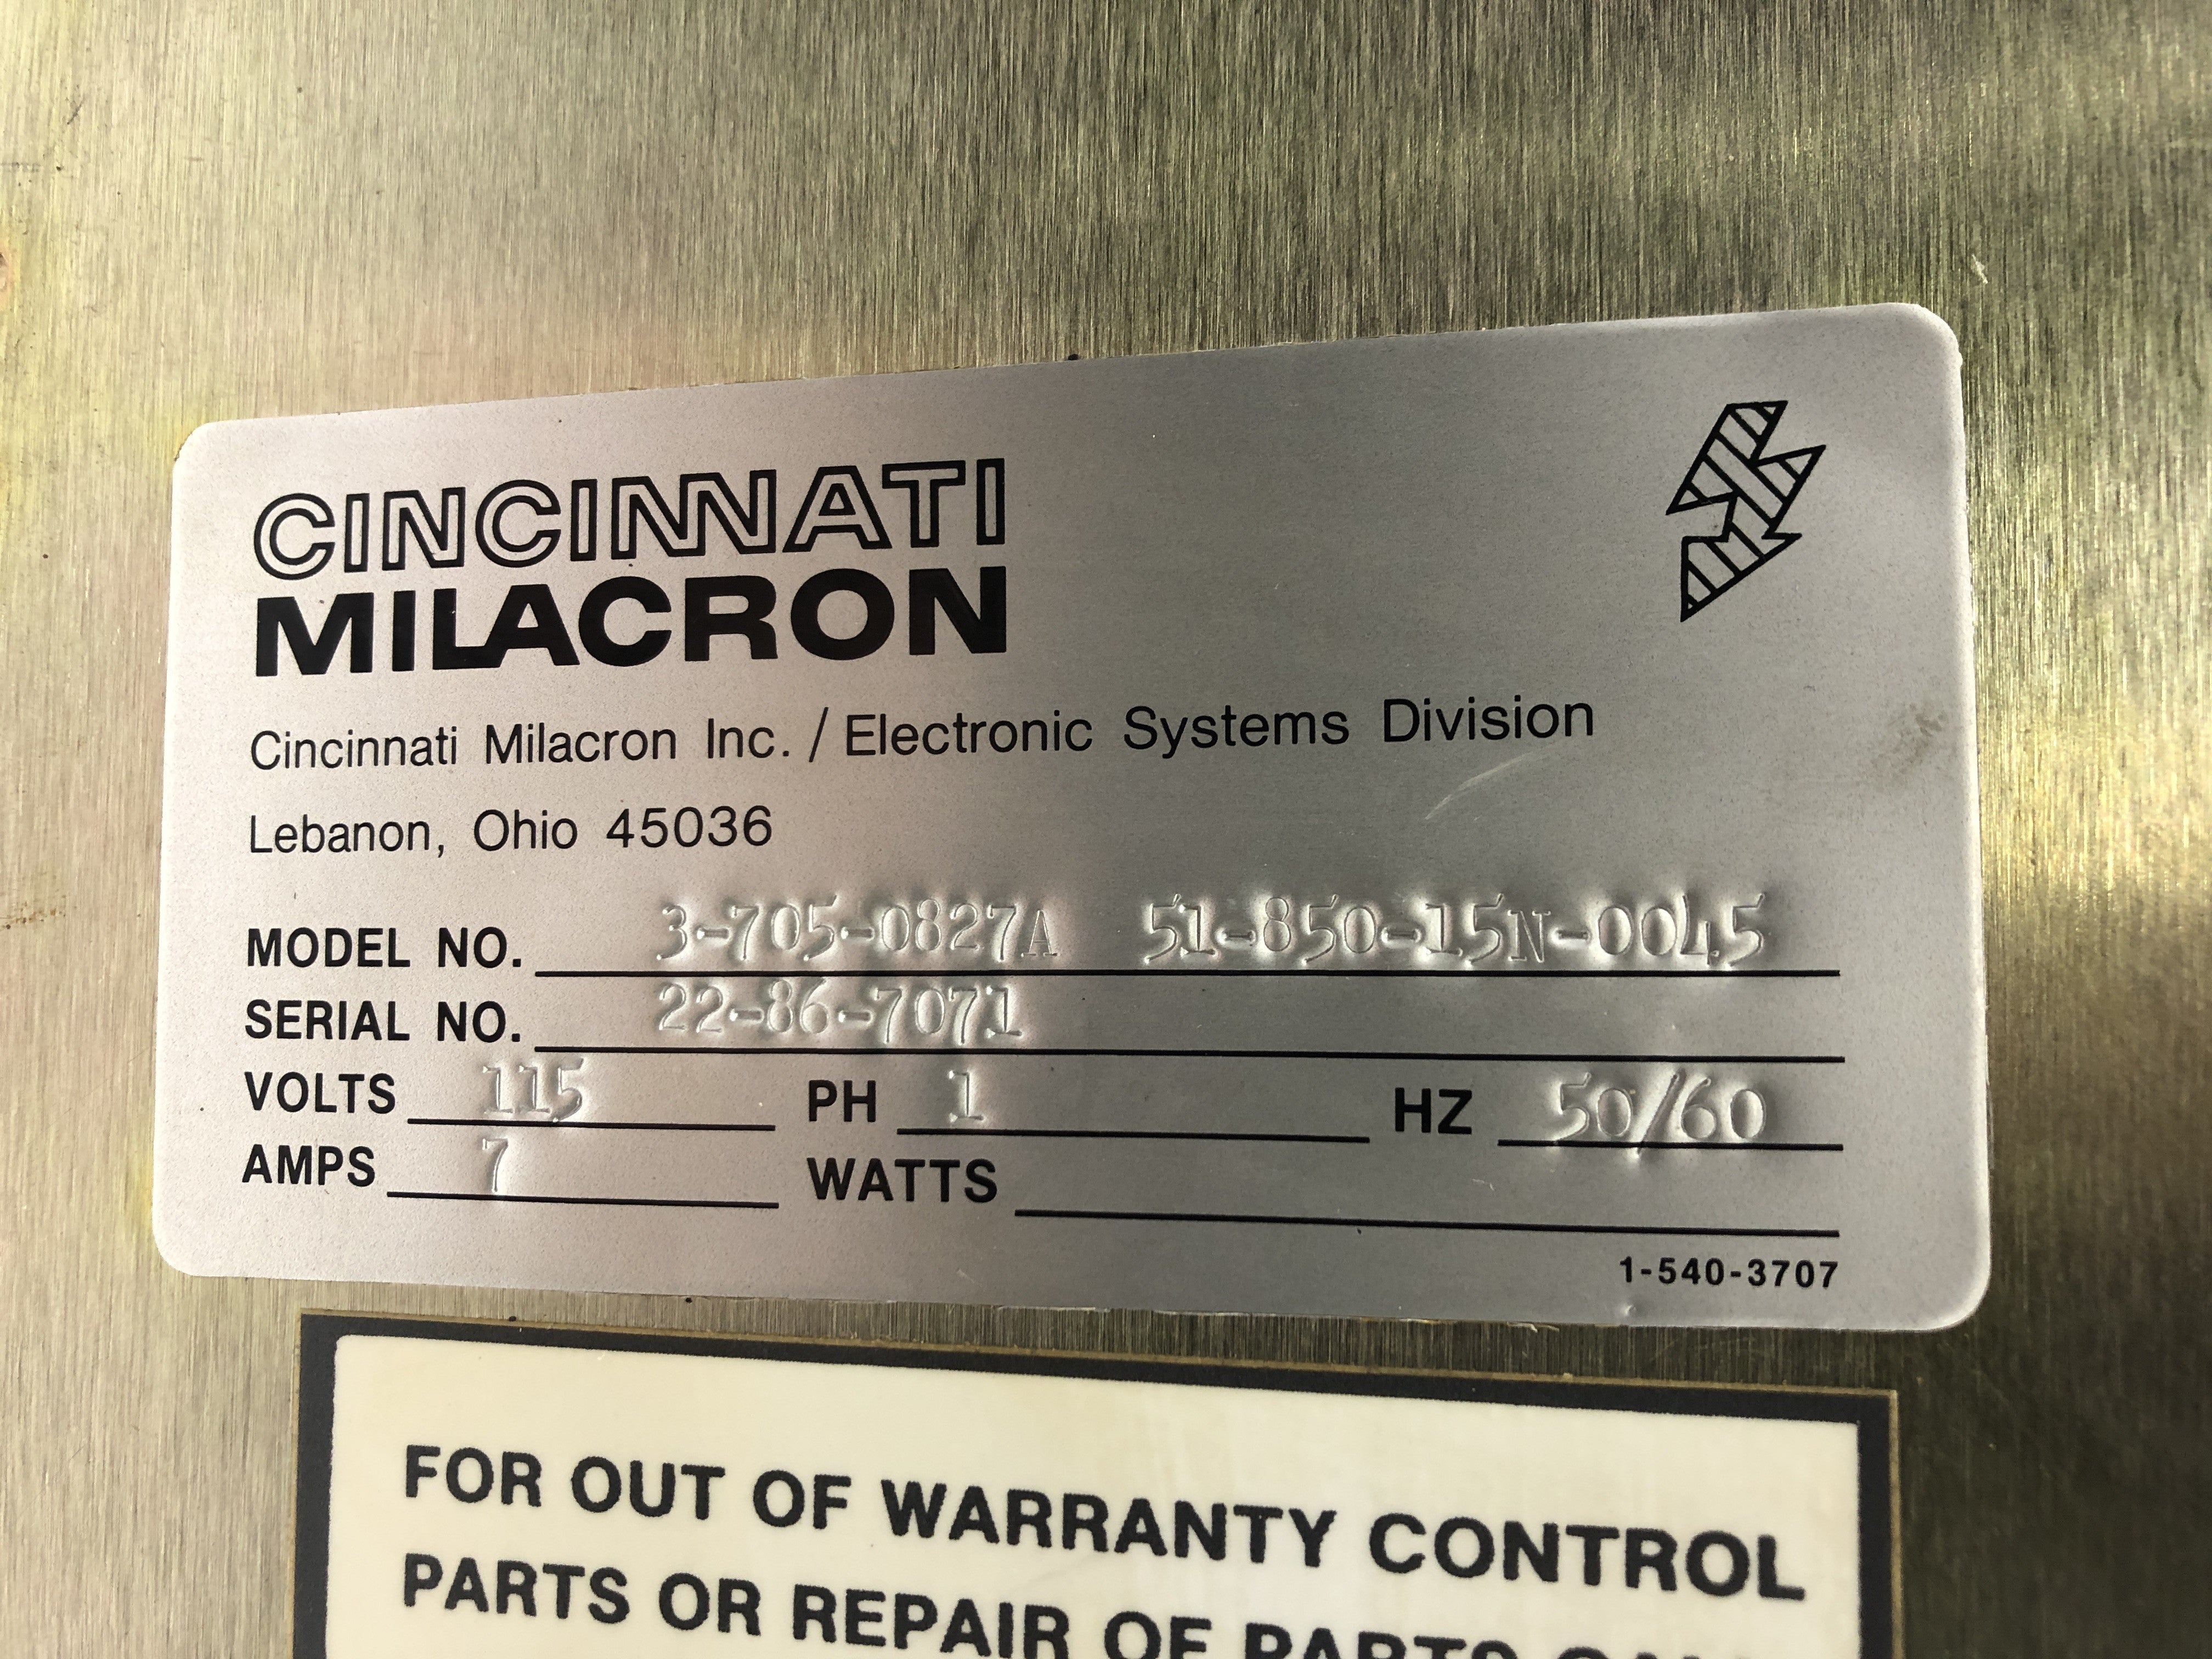 CINCINNATI
MILACRON
Cincinnati Milacron Inc. / Electronic Systems Division
Lebanon, Ohio 45036
MODEL NO. 3-705-0827A 51-850-15N-0045
SERIAL NO. 22-86-7071
VOLTS 115 PH 1 HZ 50/60
AMPS 7 WATTS
1-540-3707
FOR OUT OF WARRANTY CONTROL
PARTS OR REPAIR OF PARTS